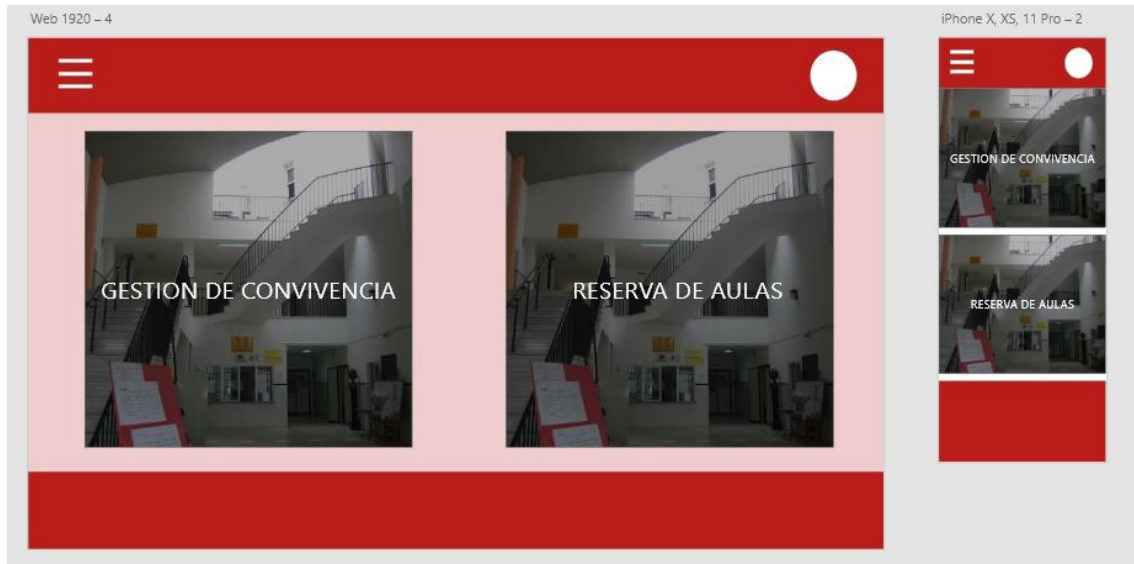 Web 1920 – 4
GESTION DE CONVIVENCIA
RESERVA DE AULAS
iPhone X, XS, 11 Pro – 2
GESTION DE CONVIVENCIA
RESERVA DE AULAS